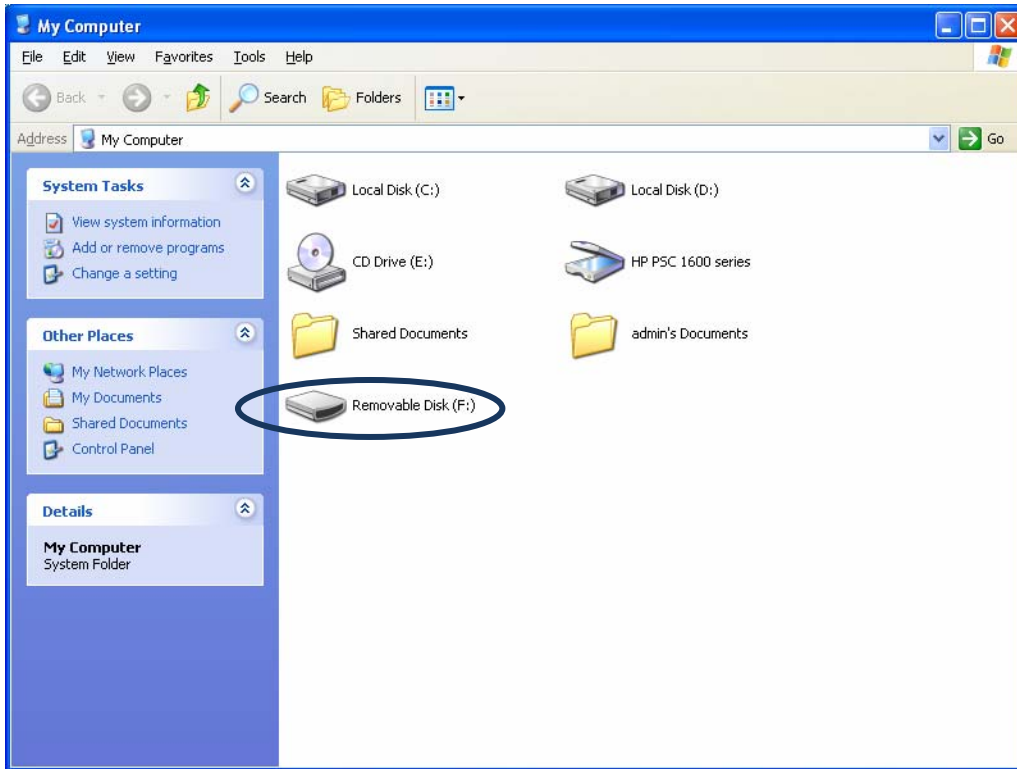 My Computer
File Edit View Favorites Tools Help
Back Search Folders
Address My Computer Go
System Tasks
View system information
Add or remove programs
Change a setting
Other Places
My Network Places
My Documents
Shared Documents
Control Panel
Details
My Computer
System Folder
Local Disk (C:) Local Disk (D:)
CD Drive (E:) HP PSC 1600 series
Shared Documents admin's Documents
Removable Disk (F:)